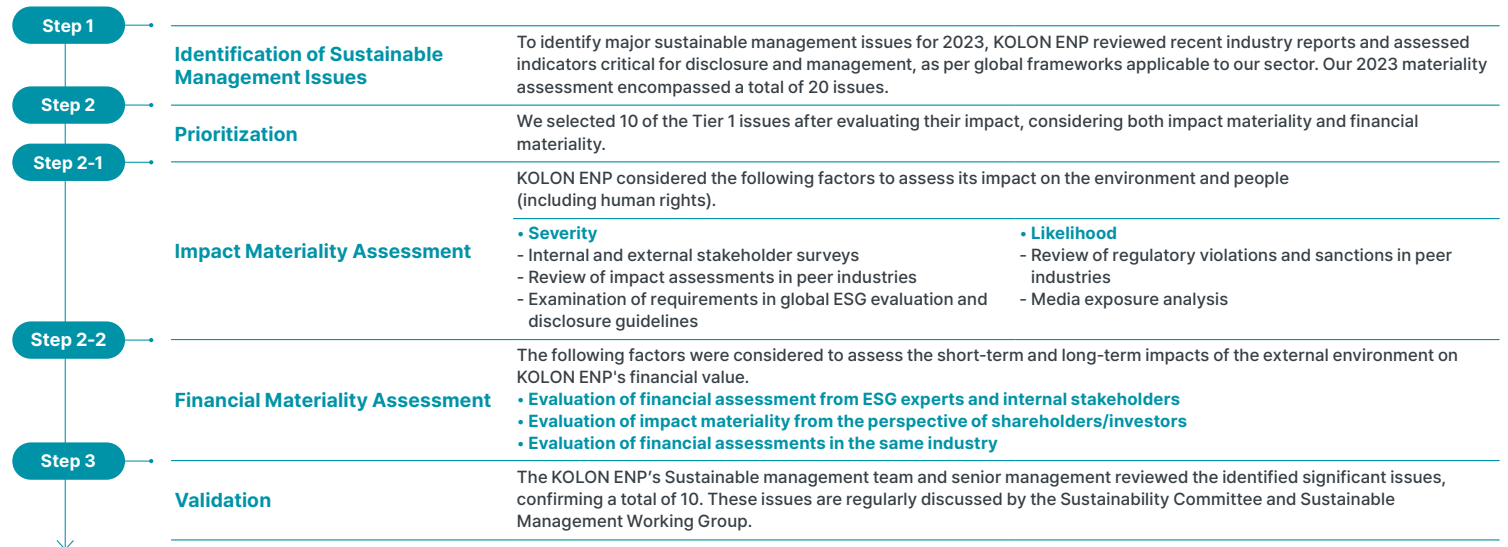 Step 1
Identification of Sustainable
Management Issues
To identify major sustainable management issues for 2023, KOLON ENP reviewed recent industry reports and assessed
indicators critical for disclosure and management, as per global frameworks applicable to our sector. Our 2023 materiality
assessment encompassed a total of 20 issues.
Step 2
Prioritization
We selected 10 of the Tier 1 issues after evaluating their impact, considering both impact materiality and financial
materiality.
Step 2-1
Impact Materiality Assessment
KOLON ENP considered the following factors to assess its impact on the environment and people
(including human rights).
• Severity
- Internal and external stakeholder surveys
- Review of impact assessments in peer industries
- Examination of requirements in global ESG evaluation and
disclosure guidelines
• Likelihood
- Review of regulatory violations and sanctions in peer
industries
- Media exposure analysis
Step 2-2
Financial Materiality Assessment
The following factors were considered to assess the short-term and long-term impacts of the external environment on
KOLON ENP's financial value.
• Evaluation of financial assessment from ESG experts and internal stakeholders
• Evaluation of impact materiality from the perspective of shareholders/investors
• Evaluation of financial assessments in the same industry
Step 3
Validation
The KOLON ENP’s Sustainable management team and senior management reviewed the identified significant issues,
confirming a total of 10. These issues are regularly discussed by the Sustainability Committee and Sustainable
Management Working Group.